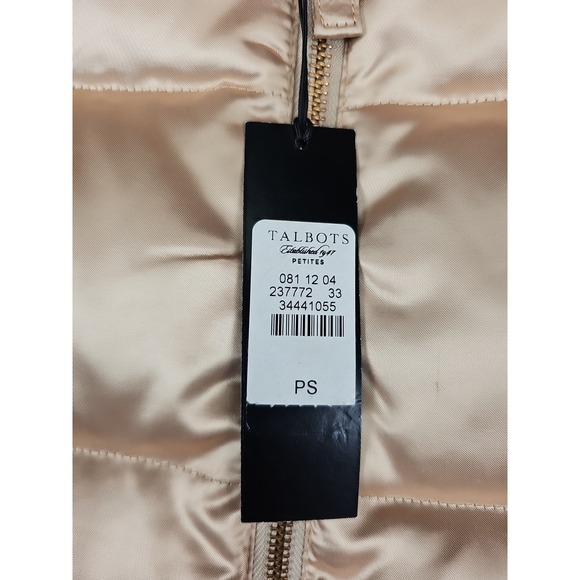 TALBOTS
Established 1947
PETITES
081 12 04
237772 33
34441055
PS